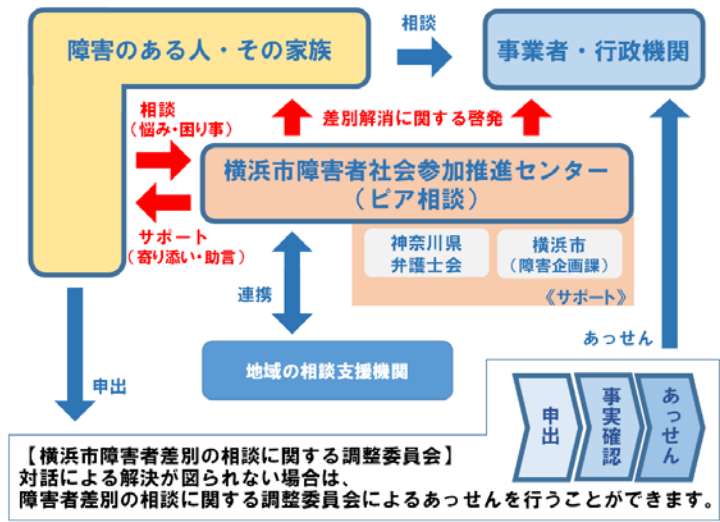 障害のある人・その家族
相談
事業者・行政機関
相談
(悩み・困り事)
差別解消に関する啓発
横浜市障害者社会参加推進センター
(ピア相談)
サポート
(寄り添い・助言)
神奈川県
弁護士会
横浜市
(障害企画課)
《サポート》
連携
あっせん
地域の相談支援機関
申出
申出
事実確認
あっせん
【横浜市障害者差別の相談に関する調整委員会】
対話による解決が図られない場合は、
障害者差別の相談に関する調整委員会によるあっせんを行うことができます。